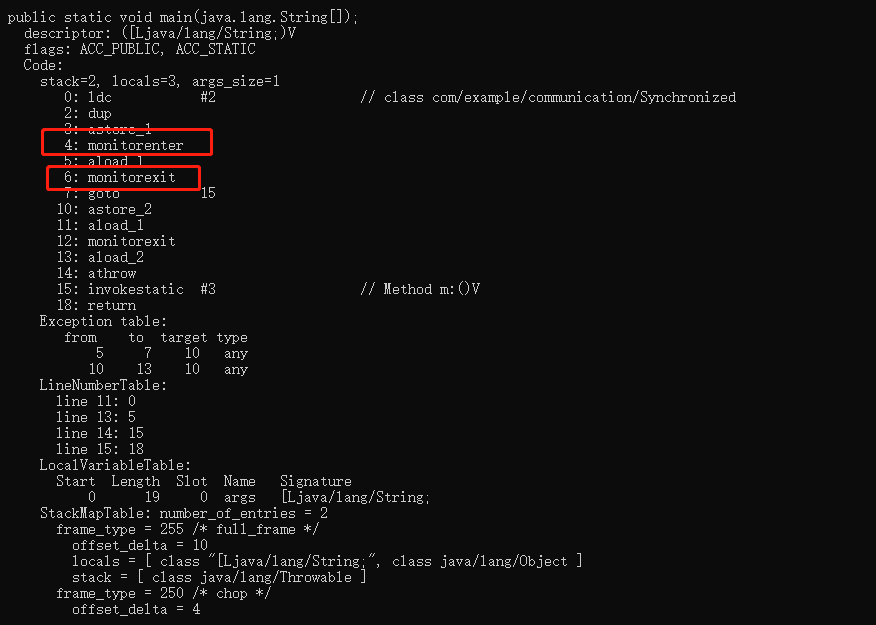 public static void main(java.lang.String[]);
  descriptor: ([Ljava/lang/String;)V
  flags: ACC_PUBLIC, ACC_STATIC
  Code:
    stack=2, locals=3, args_size=1
       0: ldc           #2                  // class com/example/communication/Synchronized
       2: dup
       3: astore_1
       4: monitorenter
       5: aload_1
       6: monitorexit
       7: goto          15
      10: astore_2
      11: aload_1
      12: monitorexit
      13: aload_2
      14: athrow
      15: invokestatic  #3                  // Method m:()V
      18: return
    Exception table:
       from    to  target type
           5     7    10   any
          10    13    10   any
    LineNumberTable:
      line 11: 0
      line 13: 5
      line 14: 15
      line 15: 18
    LocalVariableTable:
      Start  Length  Slot  Name   Signature
          0      19     0  args   [Ljava/lang/String;
    StackMapTable: number_of_entries = 2
      frame_type = 255 /* full_frame */
        offset_delta = 10
        locals = [ class "[Ljava/lang/String;", class java/lang/Object ]
        stack = [ class java/lang/Throwable ]
      frame_type = 250 /* chop */
        offset_delta = 4